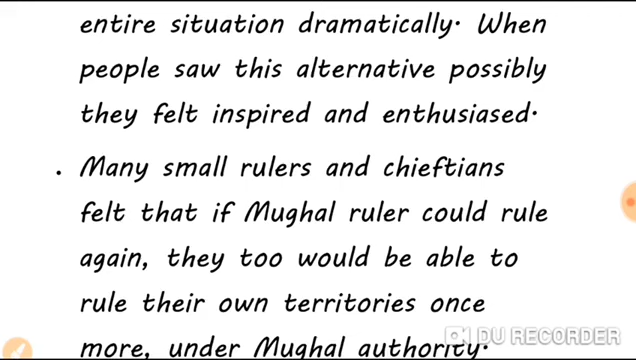 entire situation dramatically. When
people saw this alternative possibly
they felt inspired and enthusiased.
• Many small rulers and chieftians
felt that if Mughal ruler could rule
again, they too would be able to
rule their own territories once
more, under Mughal authority.
DU RECORDER